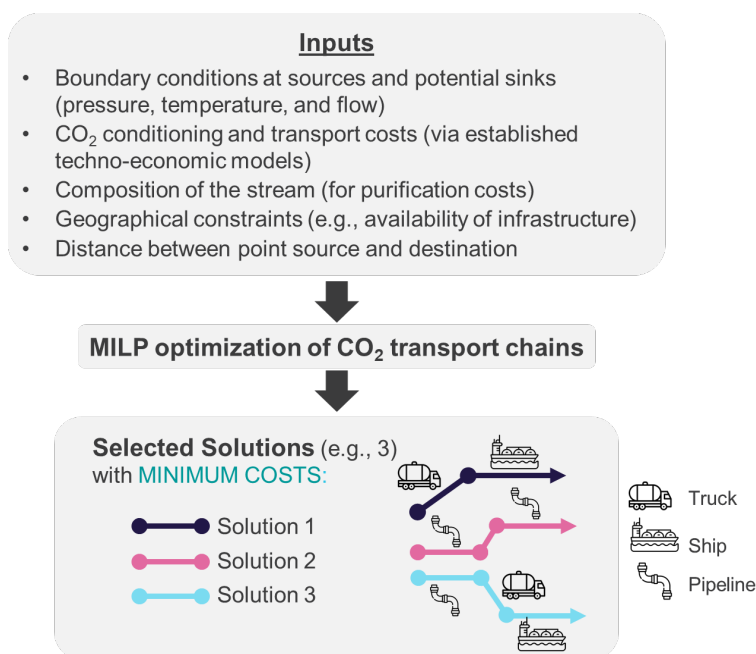 Inputs
• Boundary conditions at sources and potential sinks
(pressure, temperature, and flow)
• CO₂ conditioning and transport costs (via established
techno-economic models)
• Composition of the stream (for purification costs)
• Geographical constraints (e.g., availability of infrastructure)
• Distance between point source and destination
MILP optimization of CO₂ transport chains
Selected Solutions (e.g., 3)
with MINIMUM COSTS:
Solution 1
Solution 2
Solution 3
Truck
Ship
Pipeline